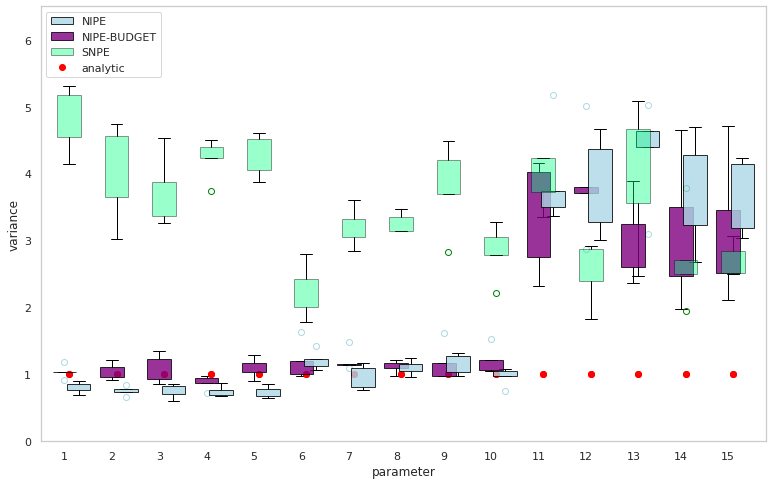 NIPE
NIPE-BUDGET
SNPE
analytic
6
5
4
3
2
1
0
variance
1 2 3 4 5 6 7 8 9 10 11 12 13 14 15
parameter